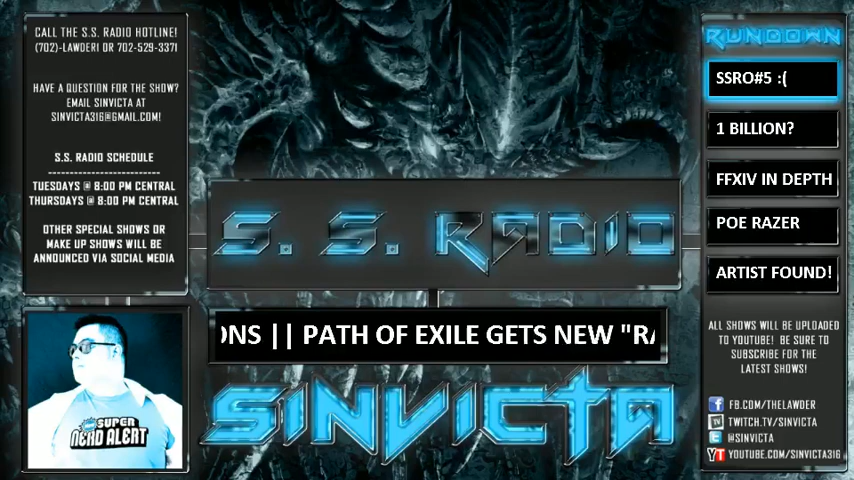 CALL THE S.S. RADIO HOTLINE!
(702)-LAWDERI OR 702-529-3371
HAVE A QUESTION FOR THE SHOW?
EMAIL SINVICTA AT
SINVICTA316@GMAIL.COM!
S.S. RADIO SCHEDULE
--------------------------
TUESDAYS @ 8:00 PM CENTRAL
THURSDAYS @ 8:00 PM CENTRAL
OTHER SPECIAL SHOWS OR
MAKE UP SHOWS WILL BE
ANNOUNCED VIA SOCIAL MEDIA
SUPER
NERD ALERT
S. S. RADIO
ONS || PATH OF EXILE GETS NEW "RA
SINVICTA
RUNDOWN
SSRO#5 :(
1 BILLION?
FFXIV IN DEPTH
POE RAZER
ARTIST FOUND!
ALL SHOWS WILL BE UPLOADED
TO YOUTUBE! BE SURE TO
SUBSCRIBE FOR THE
LATEST SHOWS!
FB.COM/THELAWDER
TWITCH.TV/SINVICTA
@SINVICTA
YOUTUBE.COM/SINVICTA316